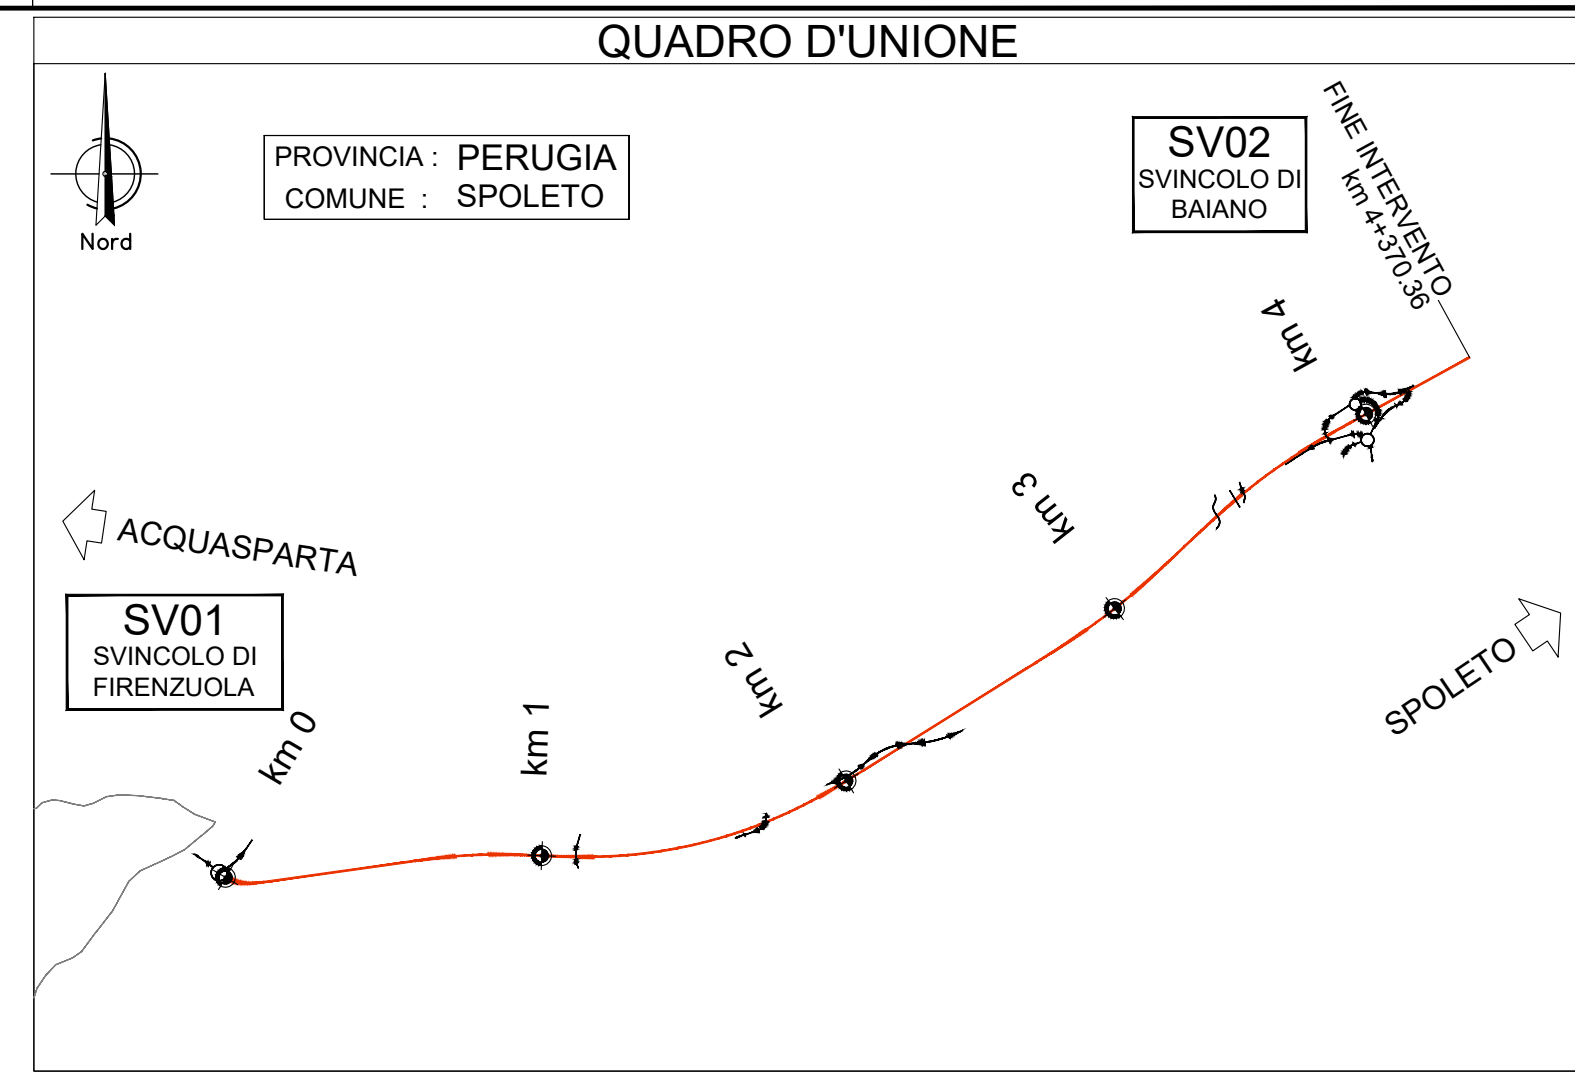 QUADRO D'UNIONE
Nord
PROVINCIA : PERUGIA
COMUNE : SPOLETO
SV02
SVINCOLO DI
BAIANO
FINE INTERVENTO
km 4+370.36
km 4
km 3
ACQUASPARTA
SV01
SVINCOLO DI
FIRENZUOLA
SPOLETO
km 2
km 1
km 0